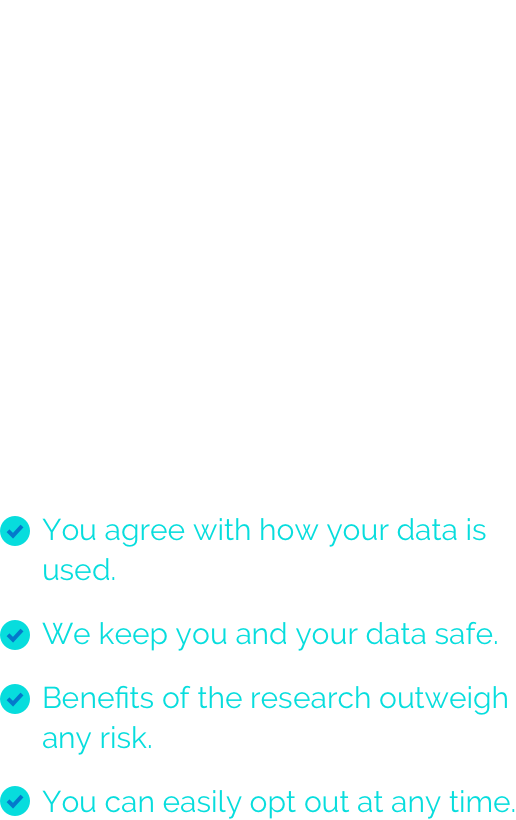 You agree with how your data is
used.
We keep you and your data safe.
Benefits of the research outweigh
any risk.
You can easily opt out at any time.